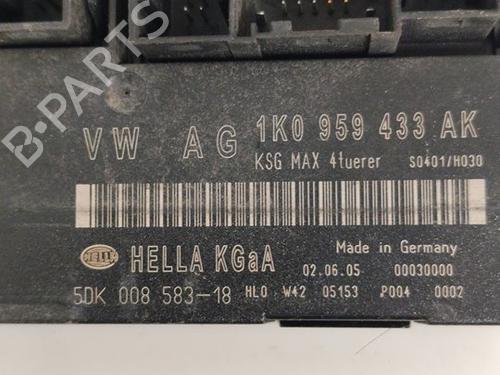 VW AG 1K0 959 433 AK
KSG MAX 4tuerer S0401/H030
HELLA
HELLA KGaA
Made in Germany
02.06.05 00030000
5DK 008 583-18 HL0 W42 05153 P004 0002
B-PARTS